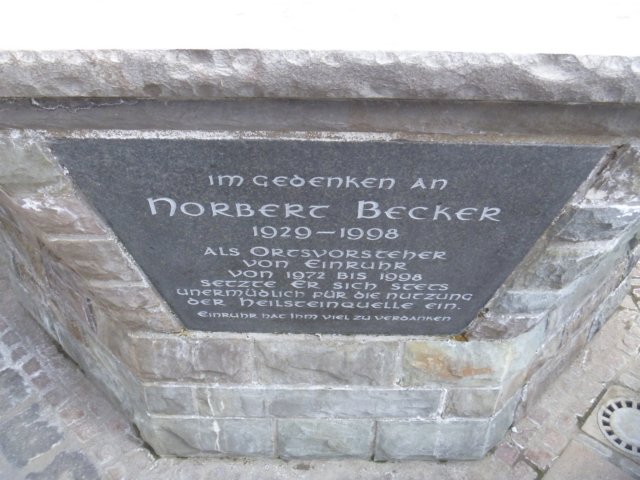 Im Gedenken an
Norbert Becker
1929-1998
Als Ortsvorsteher
von Einruhr
von 1972 bis 1998
setzte er sich stets
unermüdlich für die Nutzung
der Heilsteinquelle ein.
Einruhr hat ihm viel zu verdanken